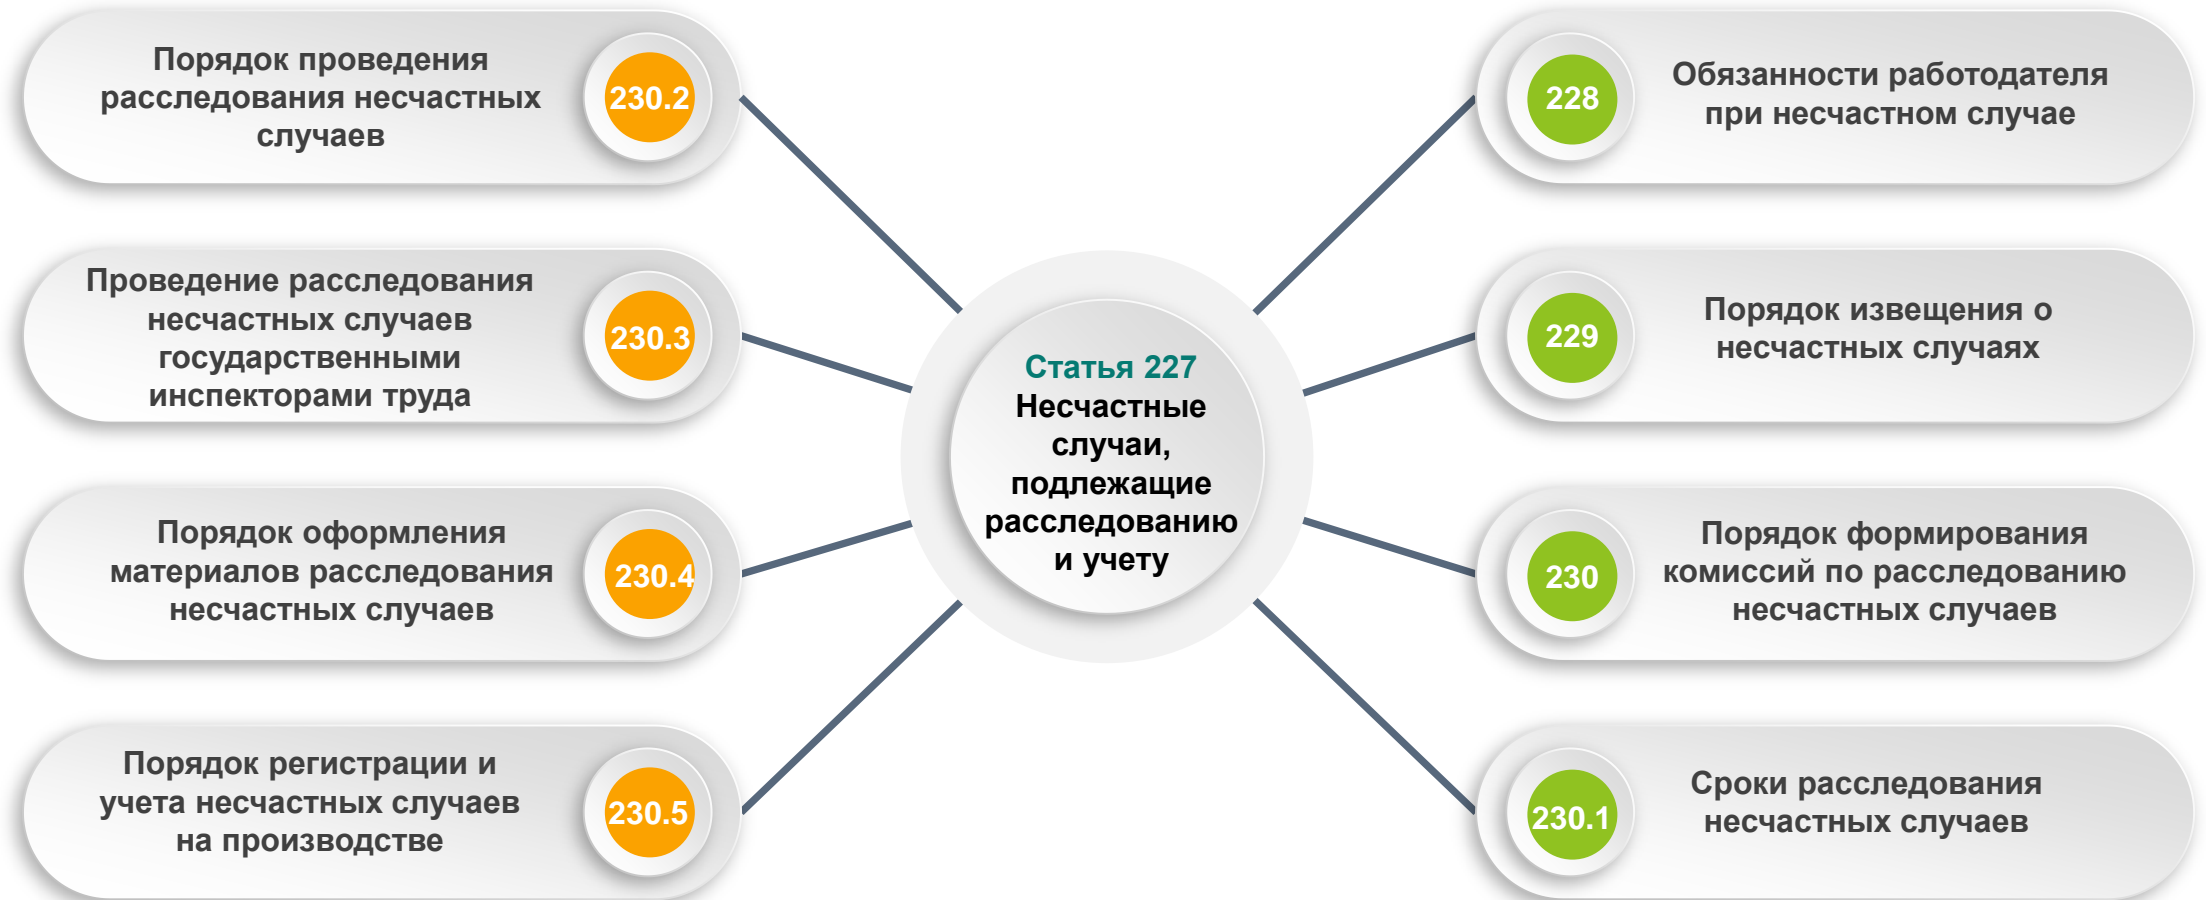 Порядок проведения
расследования несчастных
случаев
230.2
Проведение расследования
несчастных случаев
государственными
инспекторами труда
230.3
Порядок оформления
материалов расследования
несчастных случаев
230.4
Порядок регистрации и
учета несчастных случаев
на производстве
230.5
Статья 227
Несчастные
случаи,
подлежащие
расследованию
и учету
228
Обязанности работодателя
при несчастном случае
229
Порядок извещения о
несчастных случаях
230
Порядок формирования
комиссий по расследованию
несчастных случаев
230.1
Сроки расследования
несчастных случаев